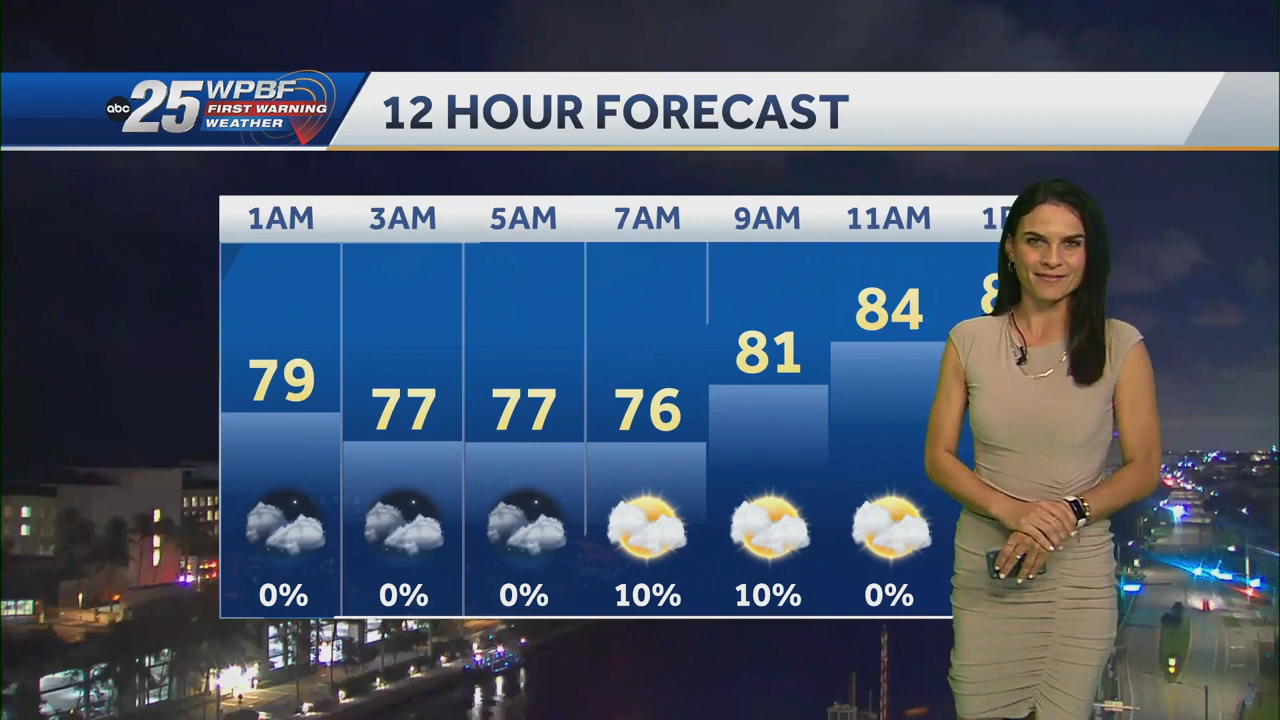 abc 25 WPBF
FIRST WARNING
WEATHER
12 HOUR FORECAST
1AM 3AM 5AM 7AM 9AM 11AM
79 77 77 76 81 84
0% 0% 0% 10% 10% 0%